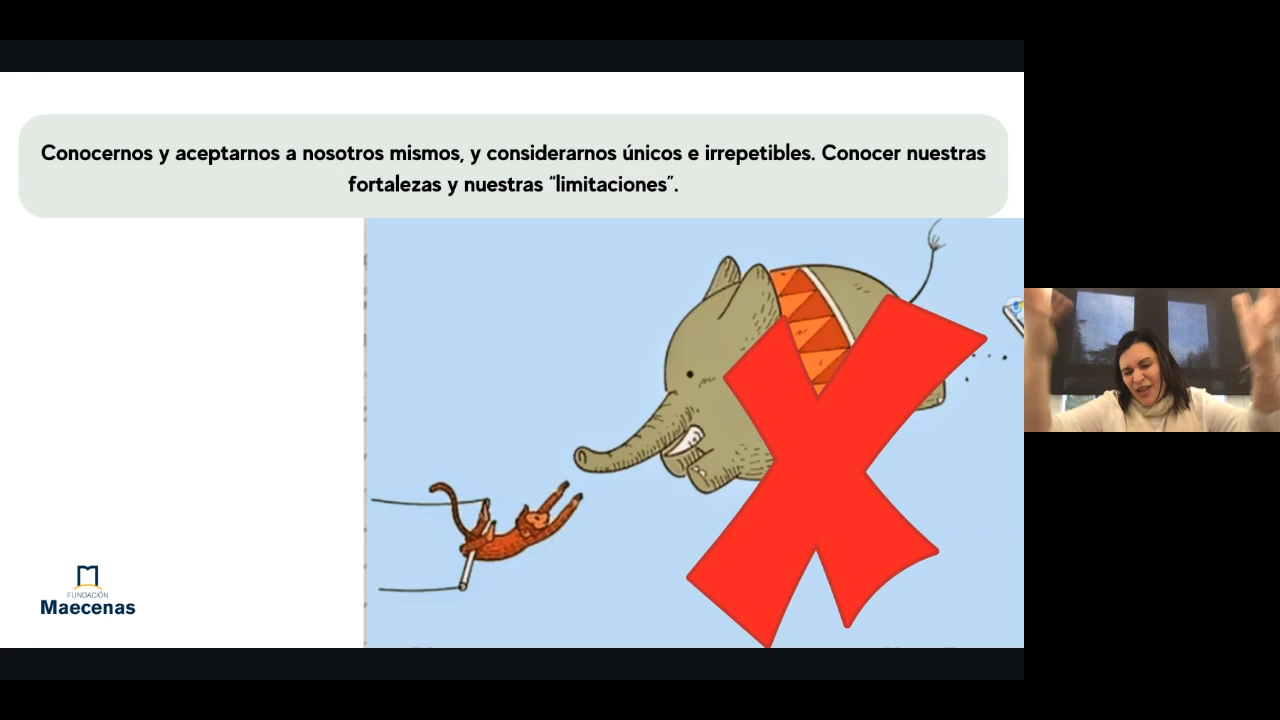 Conocernos y aceptarnos a nosotros mismos, y considerarnos únicos e irrepetibles. Conocer nuestras
fortalezas y nuestras “limitaciones”.
FUNDACIÓN
Maecenas